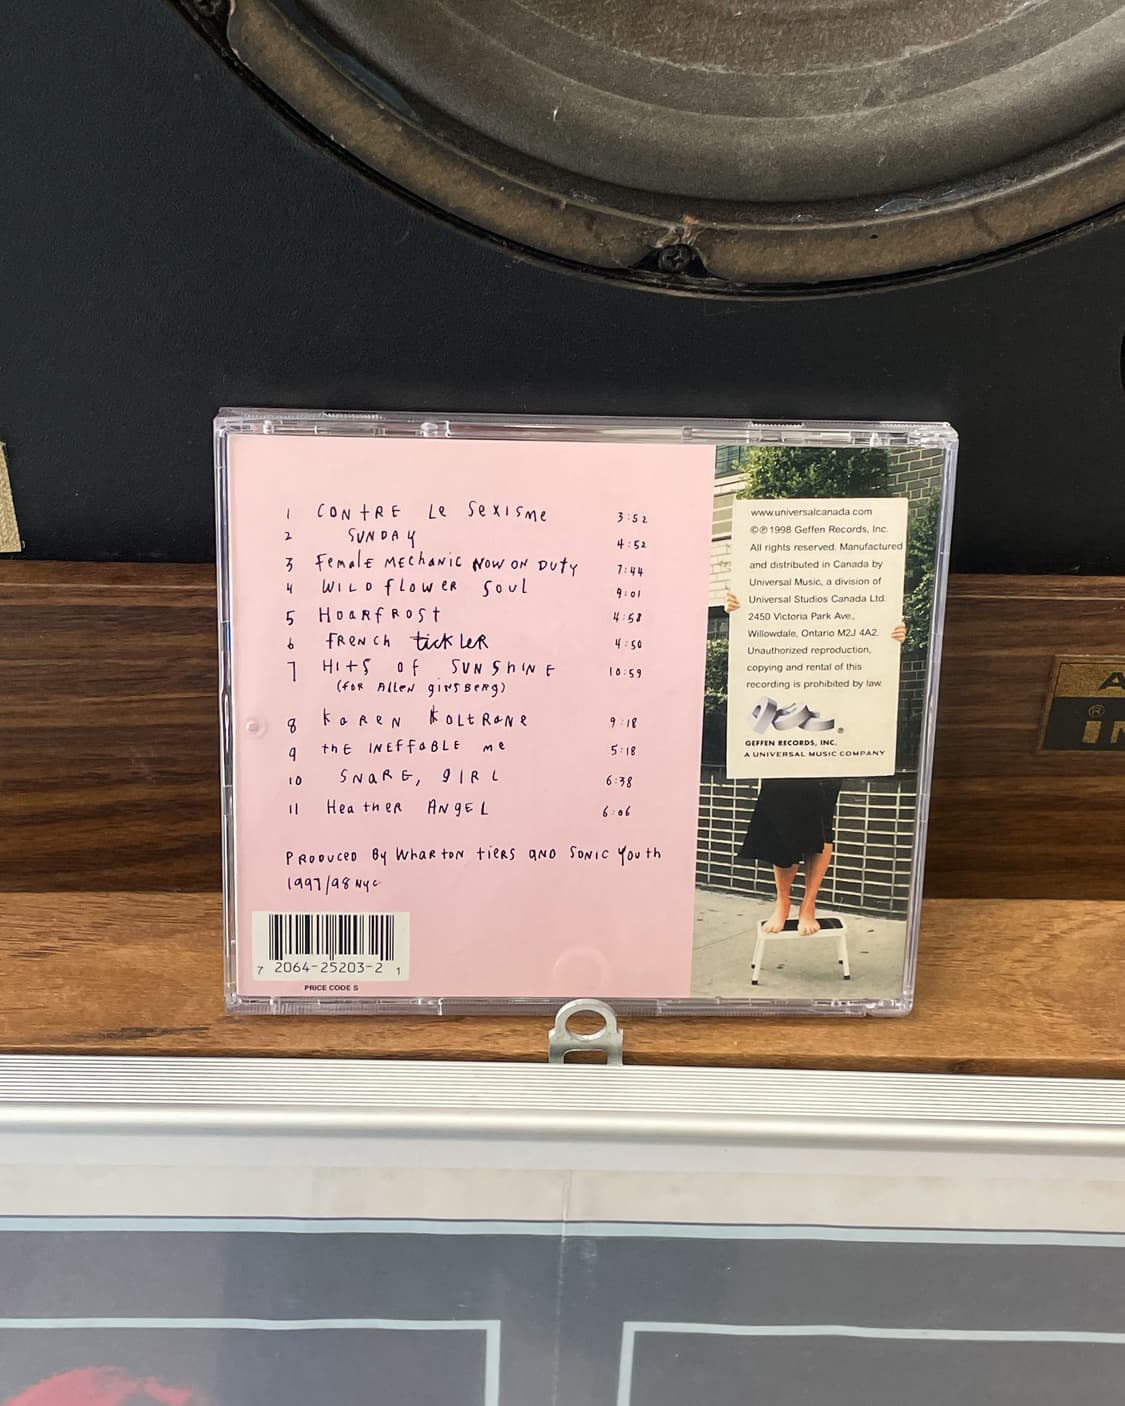 1 CONtRE Le SexISMe 3:52
2 SUNDAY 4:52
3 FemalE MEcHANIC NOW ON DUty 7:44
4 WILDflOWER SOUL 9:01
5 HOARfROSt 4:58
6 fRENCH tickLeR 4:50
7 HItS Of SUNSHINE 10:59
(foR AlleN giNSBeRg)
8 kaReN koLtRaNe 9:18
9 thE INEFfaBLE me 5:18
10 SNaRE, gIRL 6:38
11 HeatheR ANgEL 6:06
PRODUCED By WhaRtoN tIERS aND SoNIC Youth
1997/98 NyC
7 2064-25203-2 1
PRICE CODE S
www.universalcanada.com
©℗1998 Geffen Records, Inc.
All rights reserved. Manufactured
and distributed in Canada by
Universal Music, a division of
Universal Studios Canada Ltd.
2450 Victoria Park Ave.,
Willowdale, Ontario M2J 4A2.
Unauthorized reproduction,
copying and rental of this
recording is prohibited by law.
®
GEFFEN RECORDS, INC.
A UNIVERSAL MUSIC COMPANY